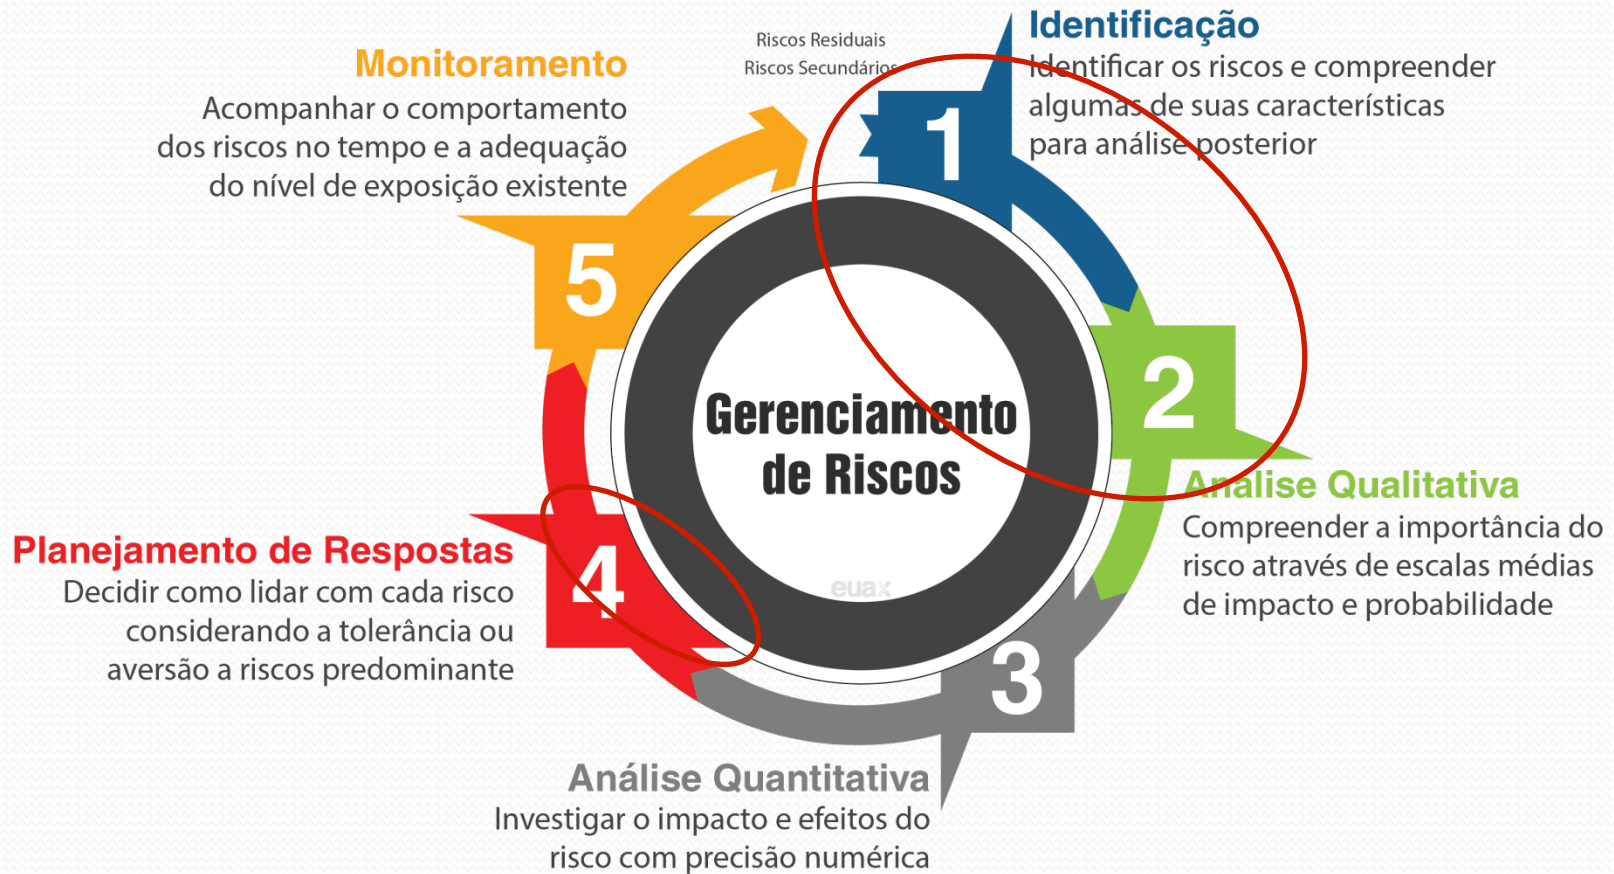 Riscos Residuais
Riscos Secundários
1
Identificação
Identificar os riscos e compreender
algumas de suas características
para análise posterior
2
Análise Qualitativa
Compreender a importância do
risco através de escalas médias
de impacto e probabilidade
3
Análise Quantitativa
Investigar o impacto e efeitos do
risco com precisão numérica
4
Planejamento de Respostas
Decidir como lidar com cada risco
considerando a tolerância ou
aversão a riscos predominante
5
Monitoramento
Acompanhar o comportamento
dos riscos no tempo e a adequação
do nível de exposição existente
Gerenciamento
de Riscos
euax